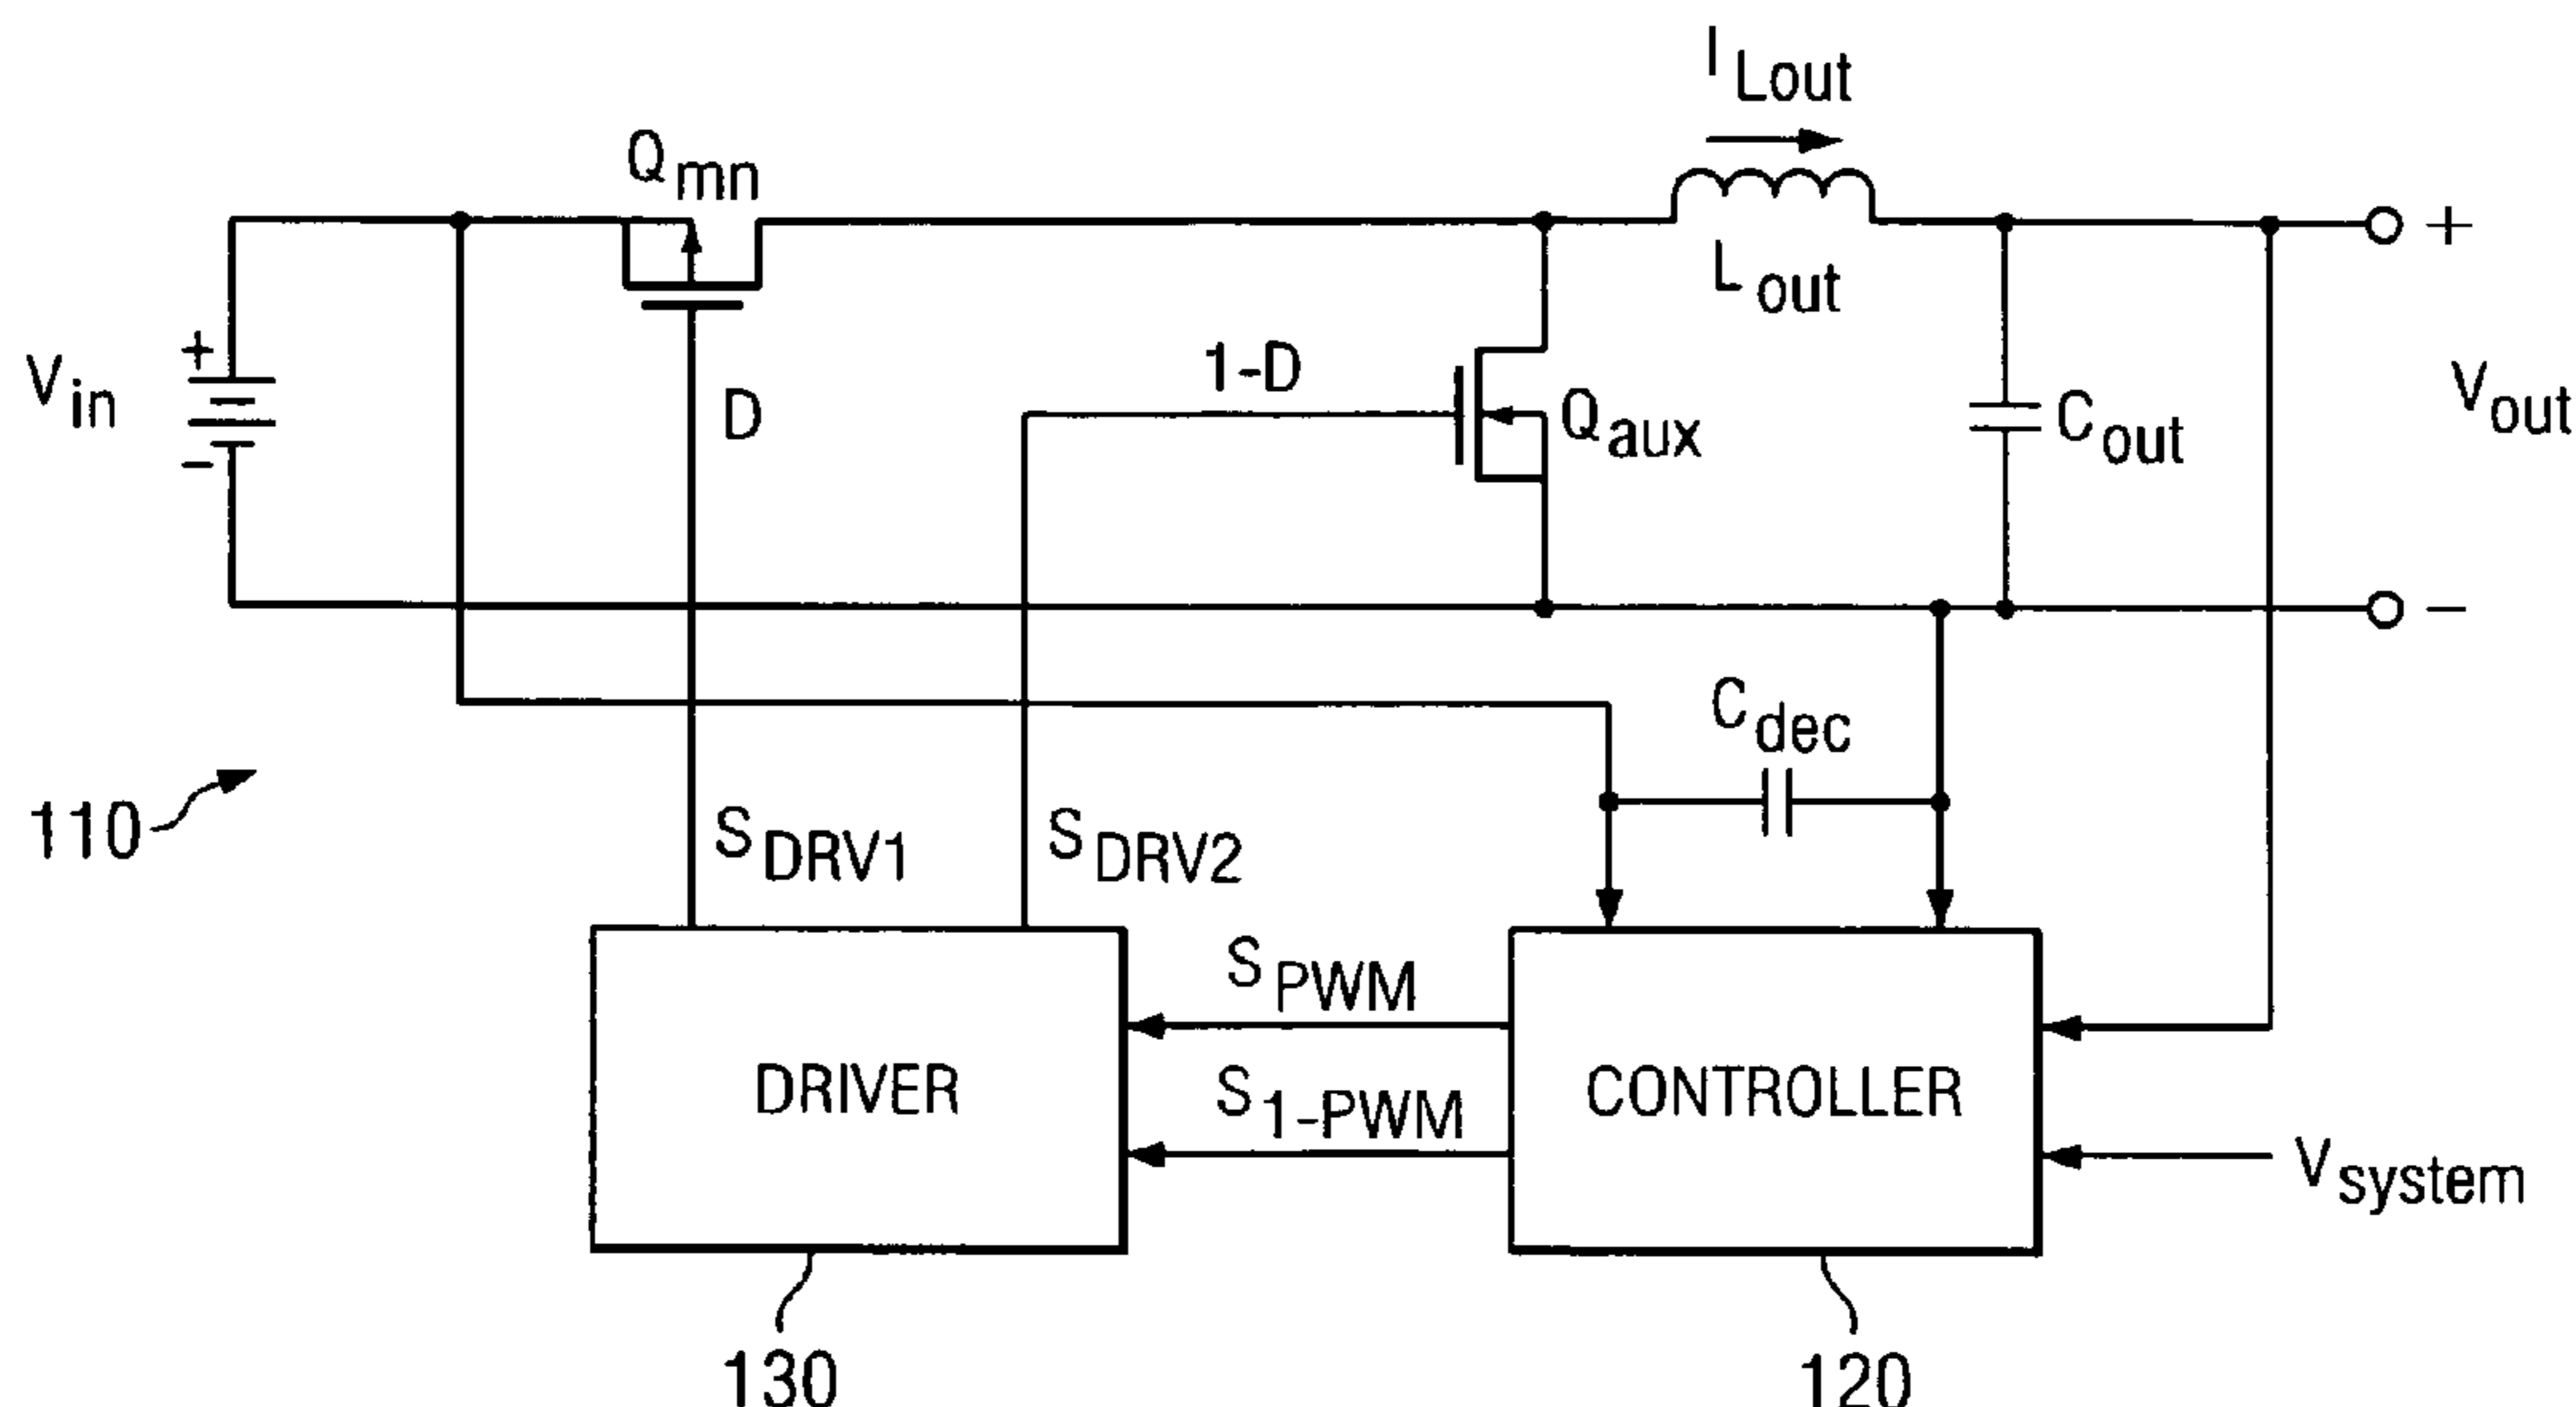 I Lout
Q mn
+
L out
V in
+
-
D
1-D
Q aux
C out
V out
-
C dec
110
S DRV1
S DRV2
S PWM
S 1-PWM
DRIVER
CONTROLLER
V system
130
120